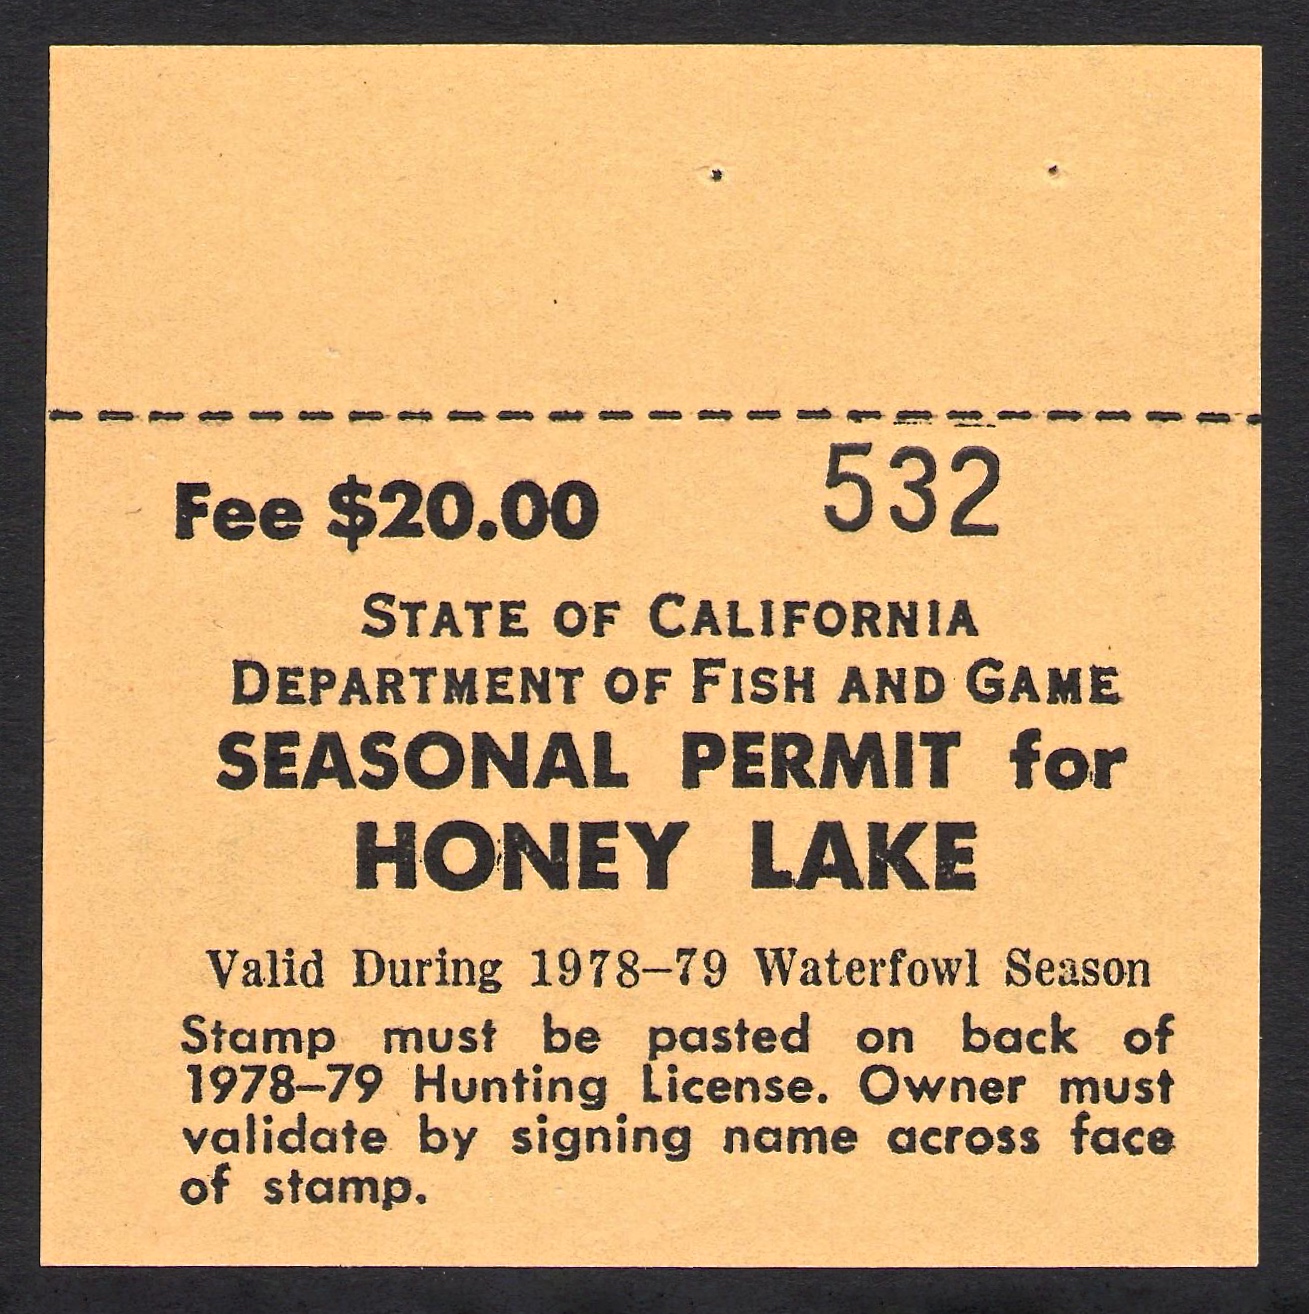 Fee $20.00 532
STATE OF CALIFORNIA
DEPARTMENT OF FISH AND GAME
SEASONAL PERMIT for
HONEY LAKE
Valid During 1978–79 Waterfowl Season
Stamp must be pasted on back of
1978–79 Hunting License. Owner must
validate by signing name across face
of stamp.